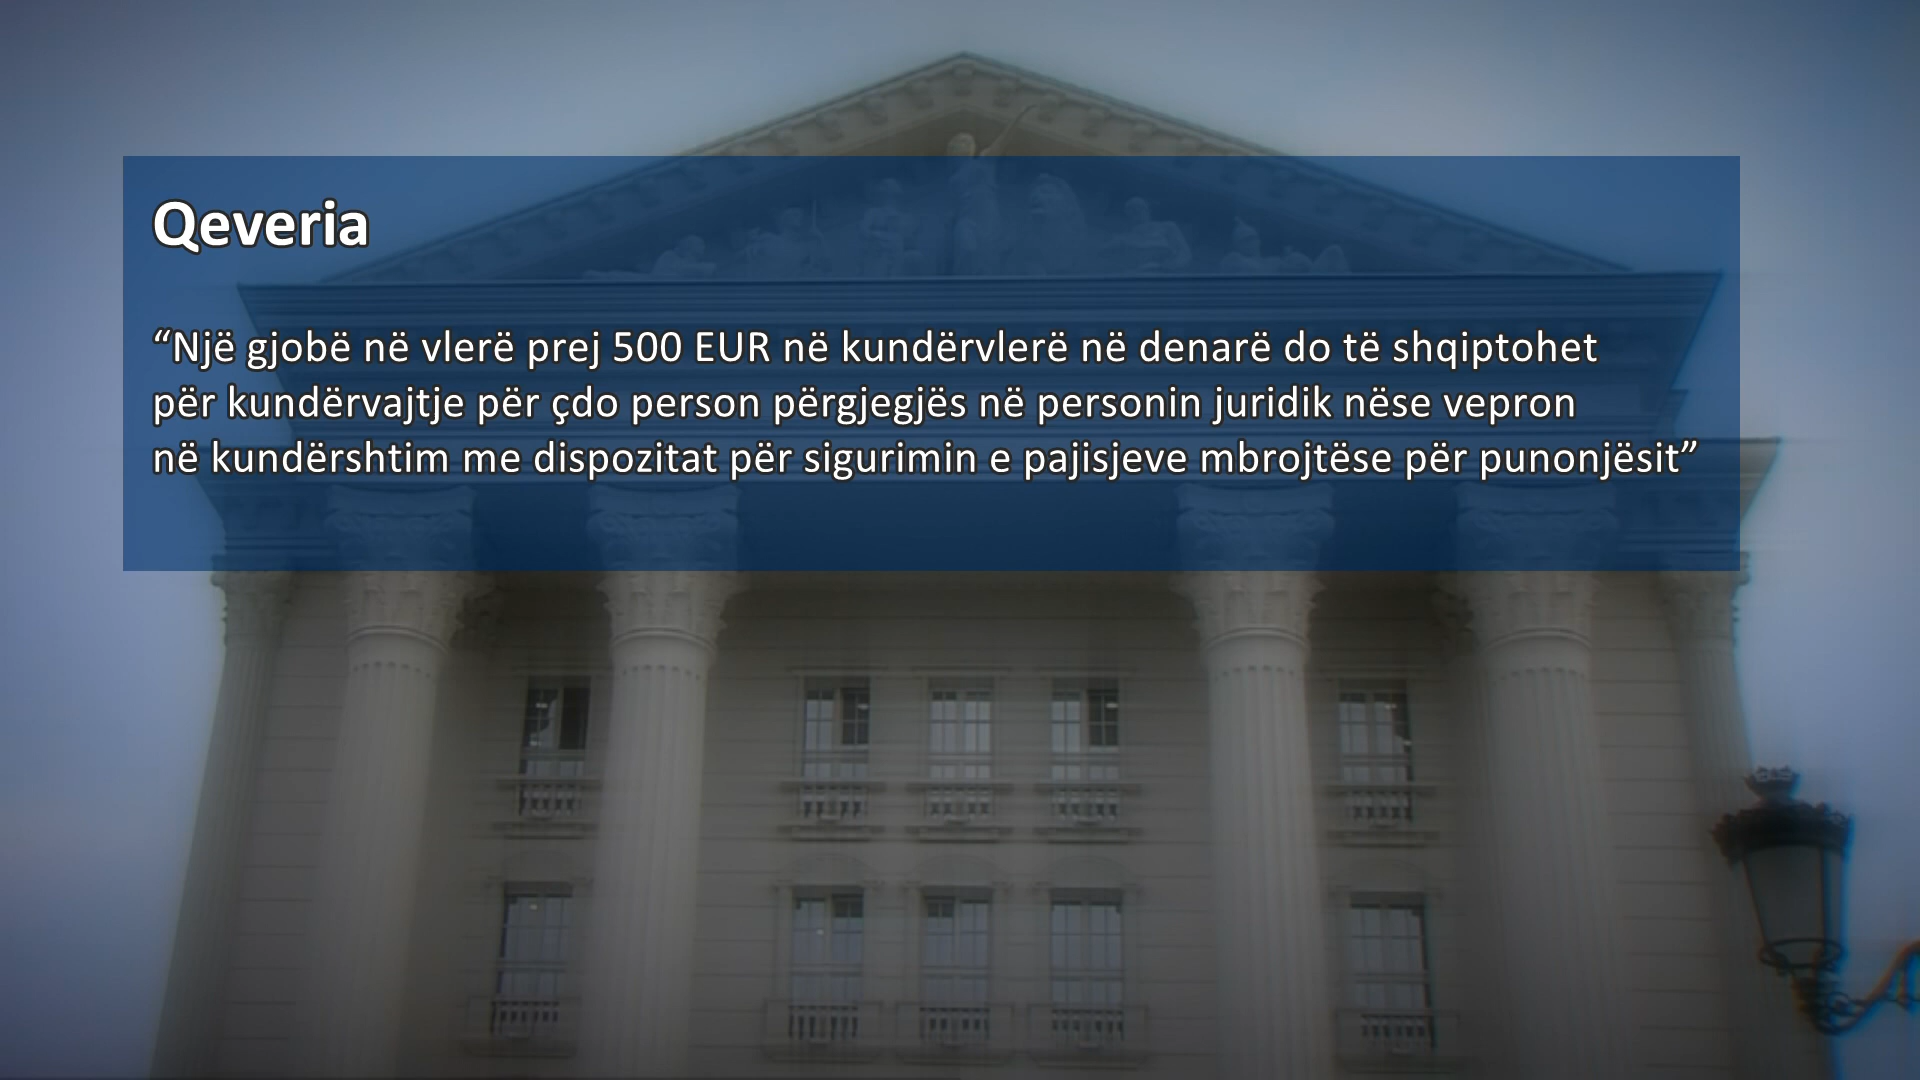 Qeveria
“Një gjobë në vlerë prej 500 EUR në kundërvlerë në denarë do të shqiptohet
për kundërvajtje për çdo person përgjegjës në personin juridik nëse vepron
në kundërshtim me dispozitat për sigurimin e pajisjeve mbrojtëse për punonjësit”